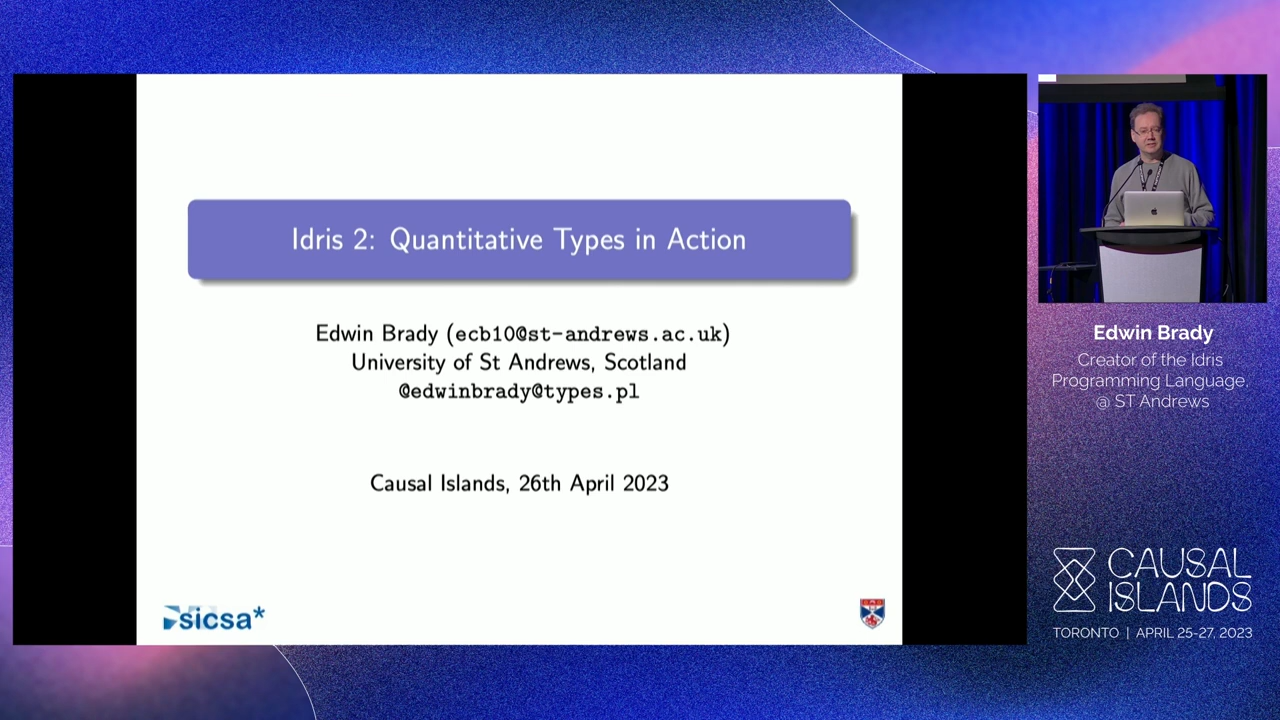 Idris 2: Quantitative Types in Action
Edwin Brady (ecb10@st-andrews.ac.uk)
University of St Andrews, Scotland
@edwinbrady@types.pl
Causal Islands, 26th April 2023
sicsa*
Edwin Brady
Creator of the Idris
Programming Language,
@ ST Andrews
CAUSAL
ISLANDS
TORONTO | APRIL 25-27, 2023